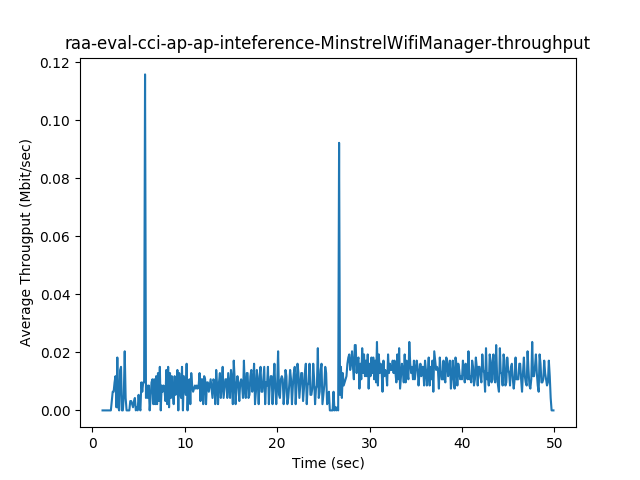 raa-eval-cci-ap-ap-inteference-MinstrelWifiManager-throughput
0.12
0.10
0.08
0.06
0.04
0.02
0.00
Average Througput (Mbit/sec)
0 10 20 30 40 50
Time (sec)